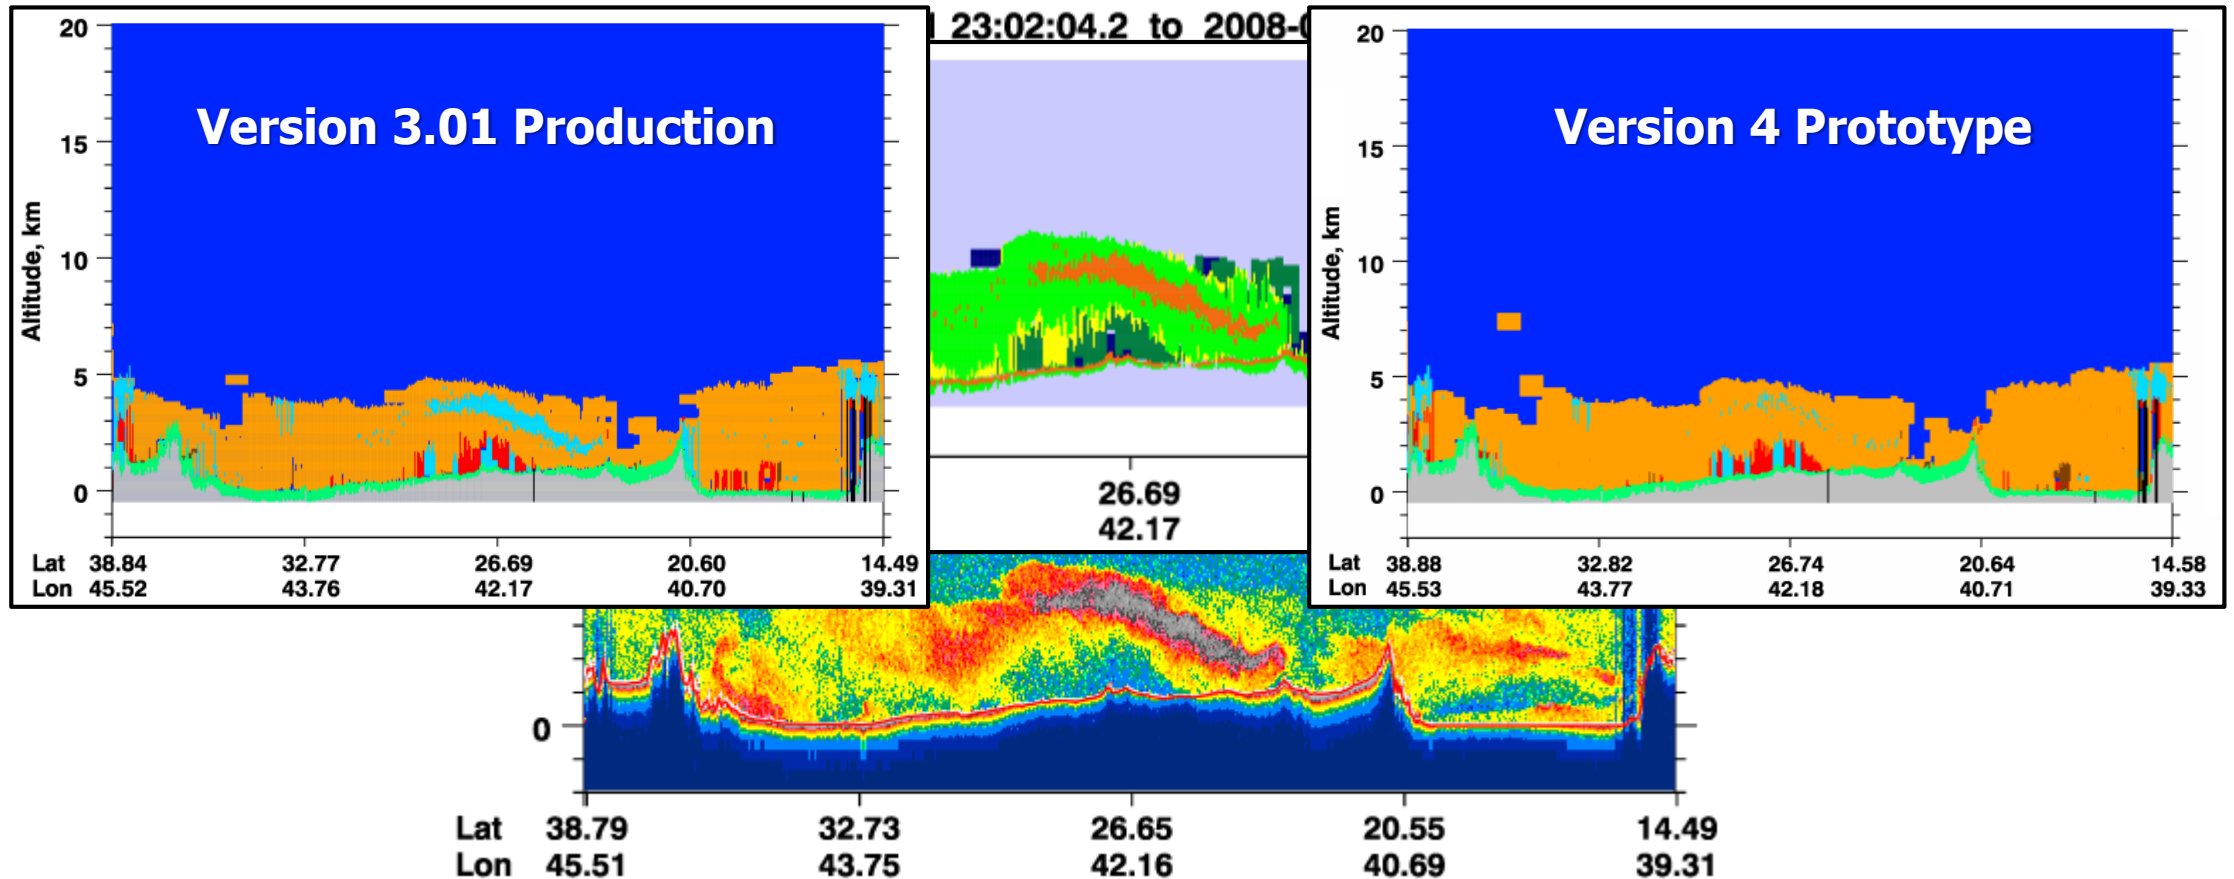 23:02:04.2 to 2008-0
20
15
10
5
0
Altitude, km
Version 3.01 Production
Lat 38.84 32.77 26.69 20.60 14.49
Lon 45.52 43.76 42.17 40.70 39.31
26.69
42.17
20
15
10
5
0
Altitude, km
Version 4 Prototype
Lat 38.88 32.82 26.74 20.64 14.58
Lon 45.53 43.77 42.18 40.71 39.33
0
Lat 38.79 32.73 26.65 20.55 14.49
Lon 45.51 43.75 42.16 40.69 39.31